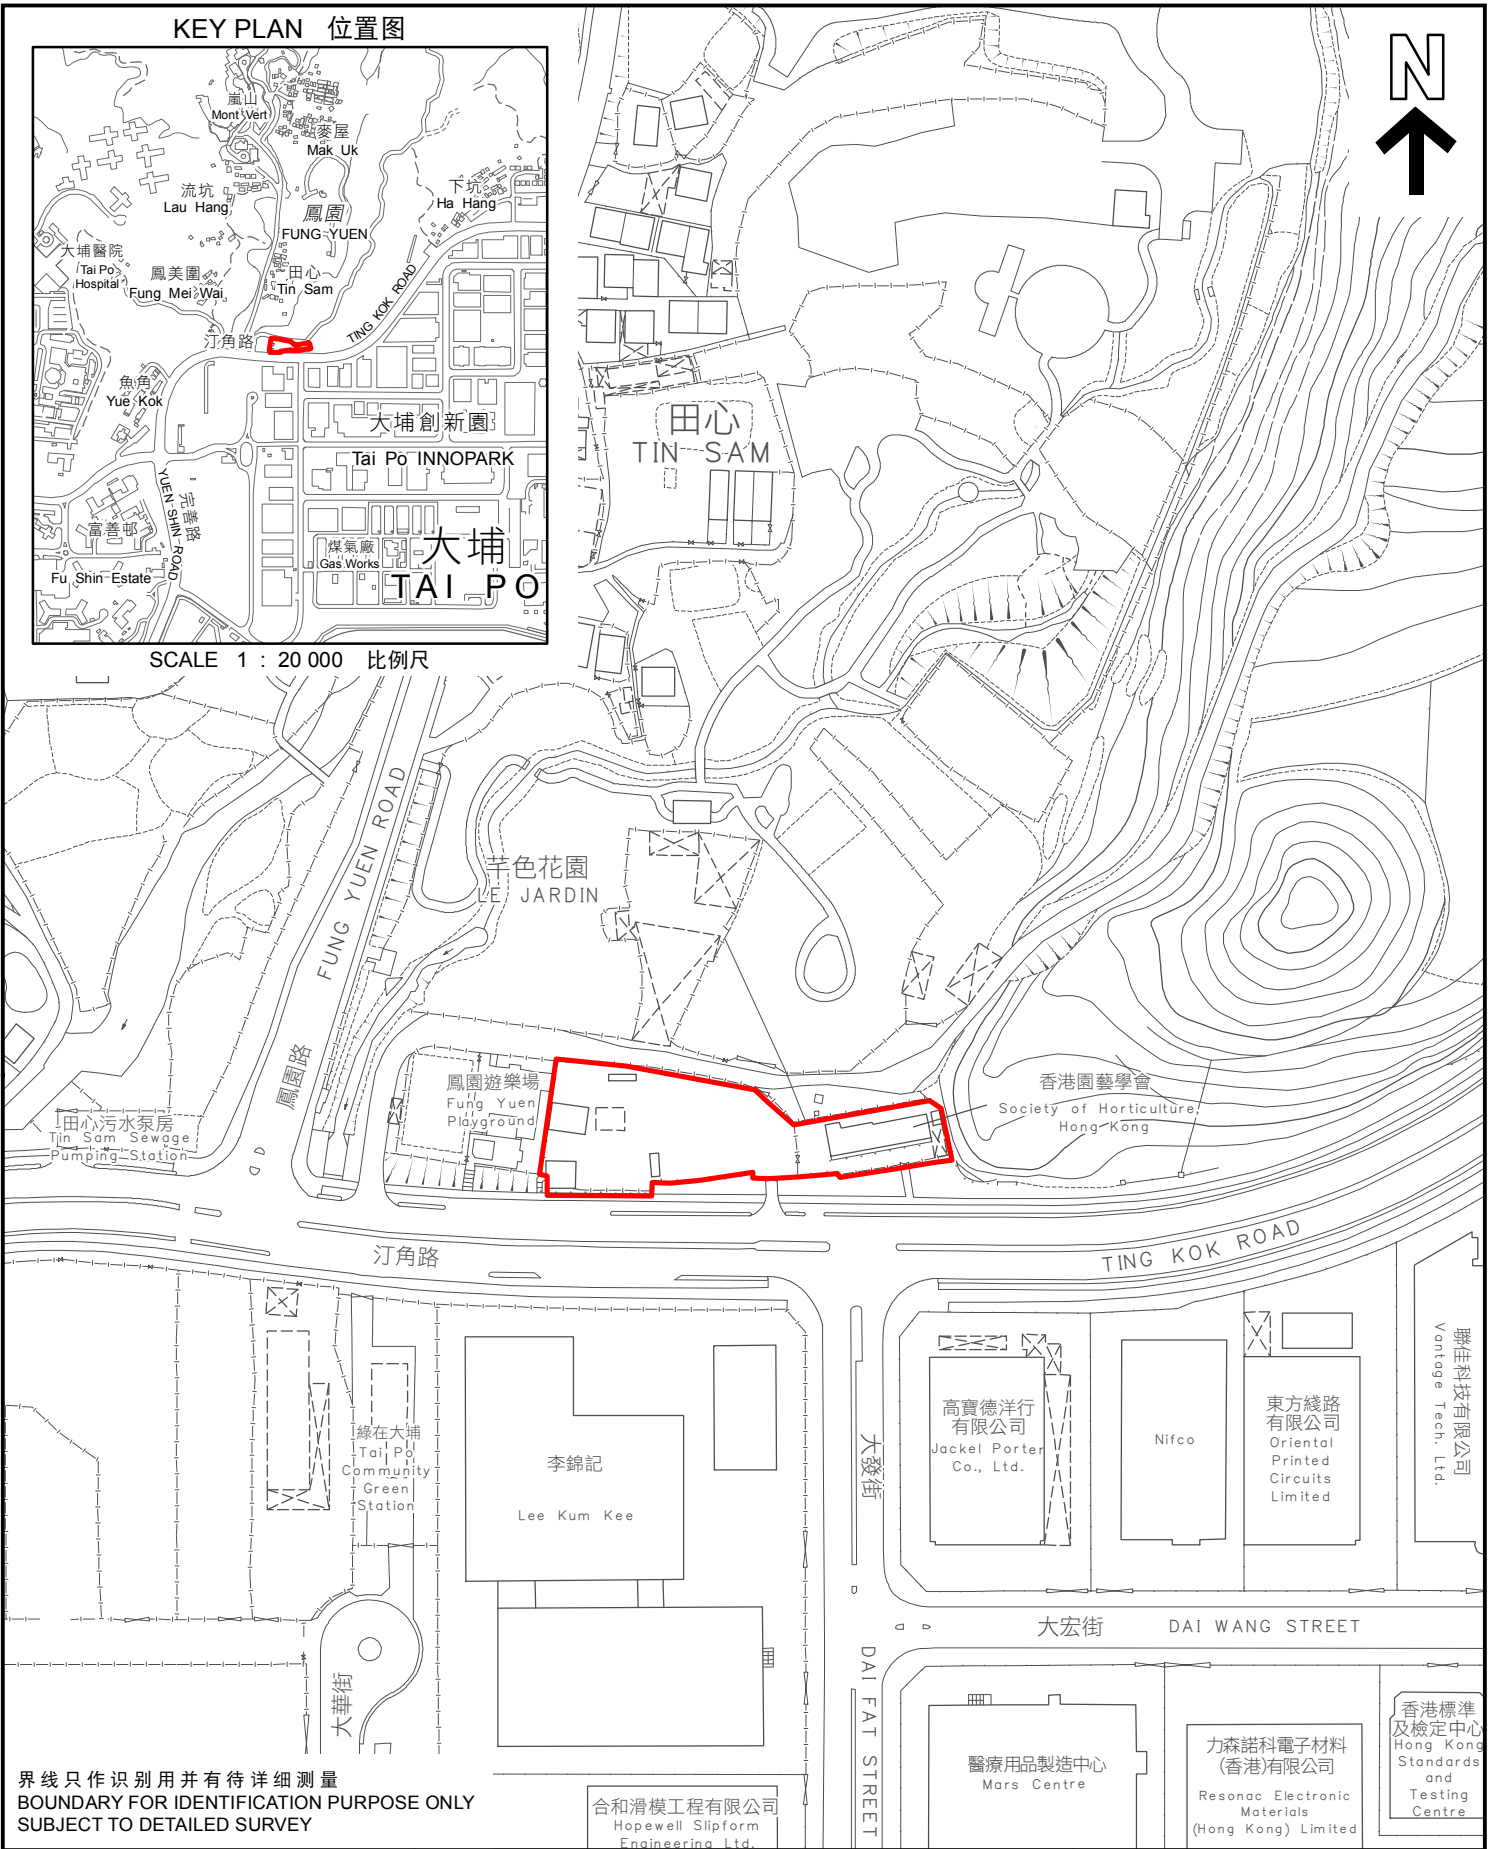 KEY PLAN 位置图
嵐山
Mont Vert
麥屋
Mak Uk
流坑
Lau Hang
下坑
Ha Hang
鳳園
FUNG YUEN
大埔醫院
Tai Po
Hospital
鳳美圍
Fung Mei Wai
田心
Tin Sam
TING KOK ROAD
汀角路
魚角
Yue Kok
大埔創新園
Tai Po INNOPARK
完善路
YUEN SHIN ROAD
富善邨
Fu Shin Estate
煤氣廠
Gas Works
大埔
TAI PO
SCALE 1 : 20 000 比例尺
N
田心
TIN SAM
FUNG YUEN ROAD
鳳園路
芊色花園
LE JARDIN
鳳園遊樂場
Fung Yuen
Playground
香港園藝學會
Society of Horticulture,
Hong Kong
田心污水泵房
Tin Sam Sewage
Pumping Station
汀角路
TING KOK ROAD
綠在大埔
Tai Po
Community
Green
Station
李錦記
Lee Kum Kee
大發街
DAI FAT STREET
高寶德洋行
有限公司
Jackel Porter
Co., Ltd.
Nifco
東方綫路
有限公司
Oriental
Printed
Circuits
Limited
聯佳科技有限公司
Vantage Tech. Ltd.
大宏街 DAI WANG STREET
大華街
醫療用品製造中心
Mars Centre
力森諾科電子材料
(香港)有限公司
Resonac Electronic
Materials
(Hong Kong) Limited
香港標準
及檢定中心
Hong Kong
Standards
and
Testing
Centre
合和滑模工程有限公司
Hopewell Slipform
Engineering Ltd.
界线只作识别用并有待详细测量
BOUNDARY FOR IDENTIFICATION PURPOSE ONLY
SUBJECT TO DETAILED SURVEY